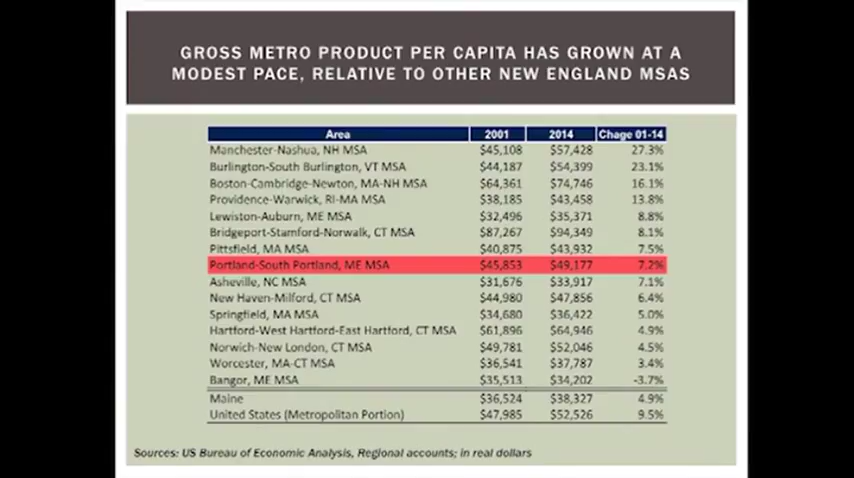 GROSS METRO PRODUCT PER CAPITA HAS GROWN AT A
MODEST PACE, RELATIVE TO OTHER NEW ENGLAND MSAS
Area 2001 2014 Chage 01-14
Manchester-Nashua, NH MSA $45,108 $57,428 27.3%
Burlington-South Burlington, VT MSA $44,187 $54,399 23.1%
Boston-Cambridge-Newton, MA-NH MSA $64,361 $74,746 16.1%
Providence-Warwick, RI-MA MSA $38,185 $43,458 13.8%
Lewiston-Auburn, ME MSA $32,496 $35,371 8.8%
Bridgeport-Stamford-Norwalk, CT MSA $87,267 $94,349 8.1%
Pittsfield, MA MSA $40,875 $43,932 7.5%
Portland-South Portland, ME MSA $45,853 $49,177 7.2%
Asheville, NC MSA $31,676 $33,917 7.1%
New Haven-Milford, CT MSA $44,980 $47,856 6.4%
Springfield, MA MSA $34,680 $36,422 5.0%
Hartford-West Hartford-East Hartford, CT MSA $61,896 $64,946 4.9%
Norwich-New London, CT MSA $49,781 $52,046 4.5%
Worcester, MA-CT MSA $36,541 $37,787 3.4%
Bangor, ME MSA $35,513 $34,202 -3.7%
Maine $36,524 $38,327 4.9%
United States (Metropolitan Portion) $47,985 $52,526 9.5%
Sources: US Bureau of Economic Analysis, Regional accounts; in real dollars